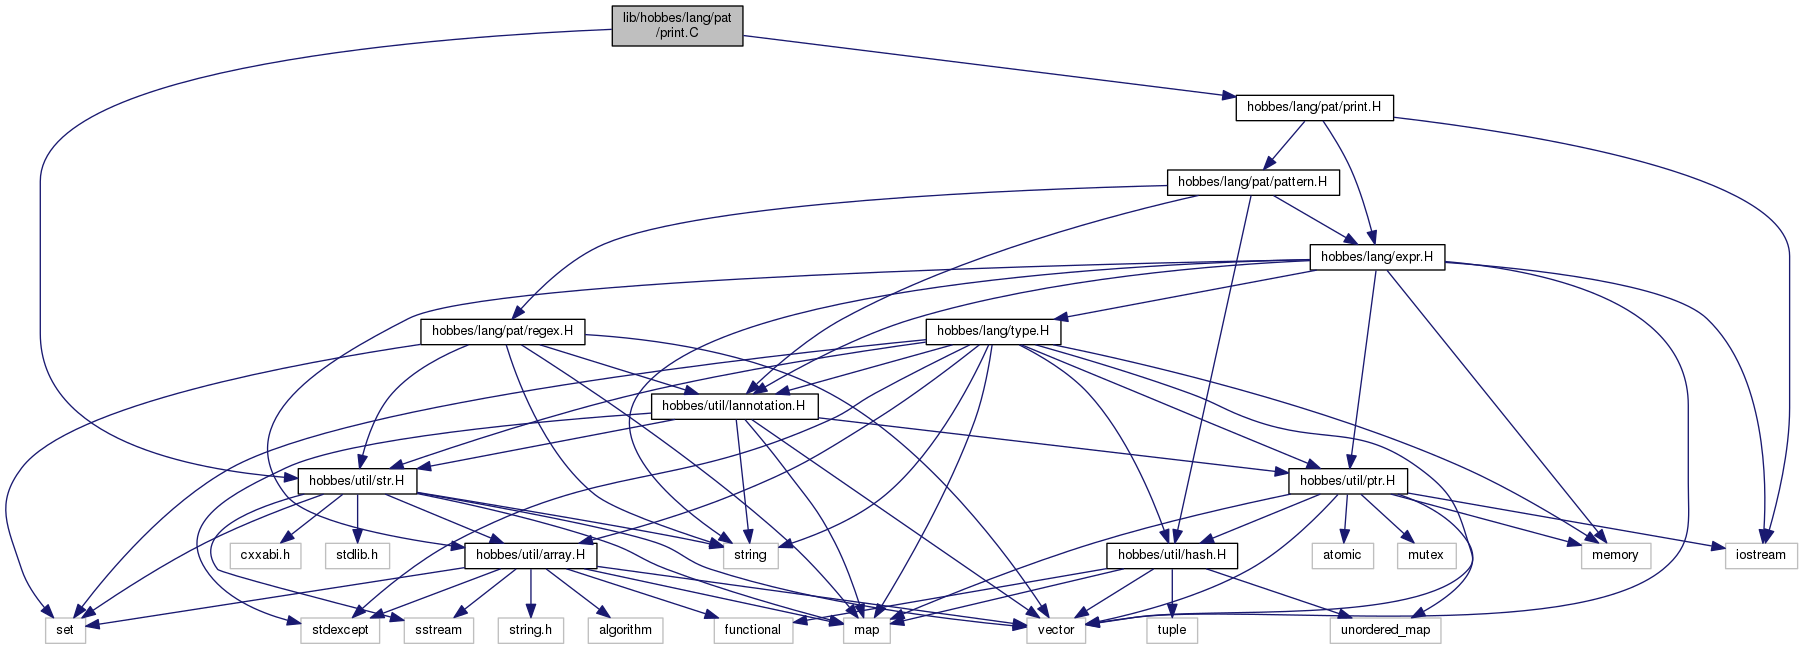 lib/hobbes/lang/pat
/print.C
hobbes/lang/pat/print.H
hobbes/lang/pat/pattern.H
hobbes/lang/expr.H
hobbes/lang/pat/regex.H
hobbes/lang/type.H
hobbes/util/lannotation.H
hobbes/util/str.H
hobbes/util/ptr.H
cxxabi.h
stdlib.h
hobbes/util/array.H
string
hobbes/util/hash.H
atomic
mutex
memory
iostream
set
stdexcept
sstream
string.h
algorithm
functional
map
vector
tuple
unordered_map